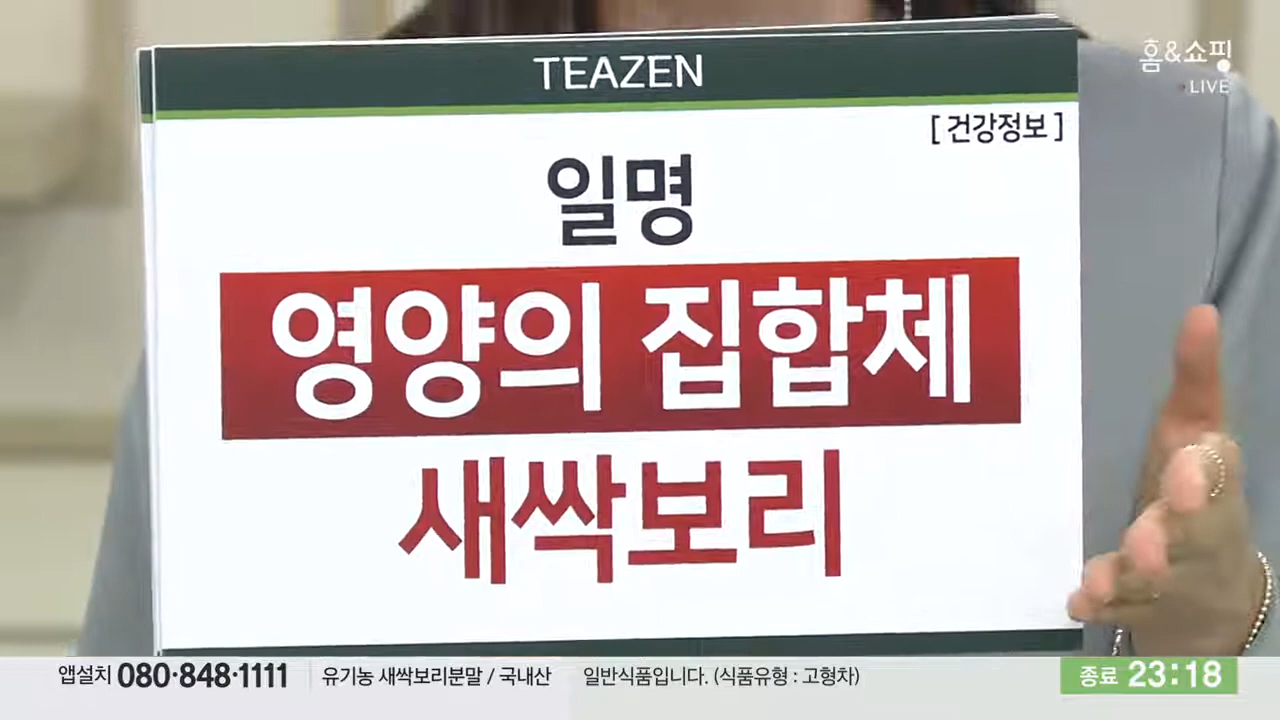 TEAZEN
홈&쇼핑
LIVE
[ 건강정보 ]
일명
영양의 집합체
새싹보리
앱설치 080·848·1111 유기농 새싹보리분말 / 국내산 일반식품입니다. (식품유형 : 고형차) 종료 23:18